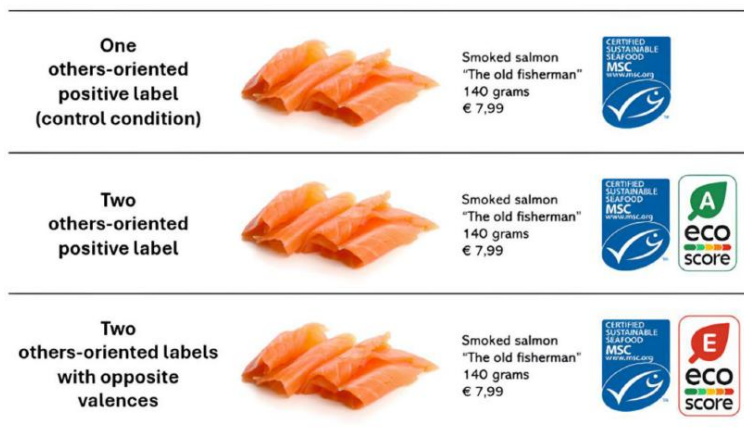 One
others-oriented
positive label
(control condition)
Smoked salmon
"The old fisherman"
140 grams
€ 7,99
CERTIFIED
SUSTAINABLE
SEAFOOD
MSC
www.msc.org
Two
others-oriented
positive label
Smoked salmon
"The old fisherman"
140 grams
€ 7,99
CERTIFIED
SUSTAINABLE
SEAFOOD
MSC
www.msc.org
A
eco
score
Two
others-oriented labels
with opposite
valences
Smoked salmon
"The old fisherman"
140 grams
€ 7,99
CERTIFIED
SUSTAINABLE
SEAFOOD
MSC
www.msc.org
E
eco
score